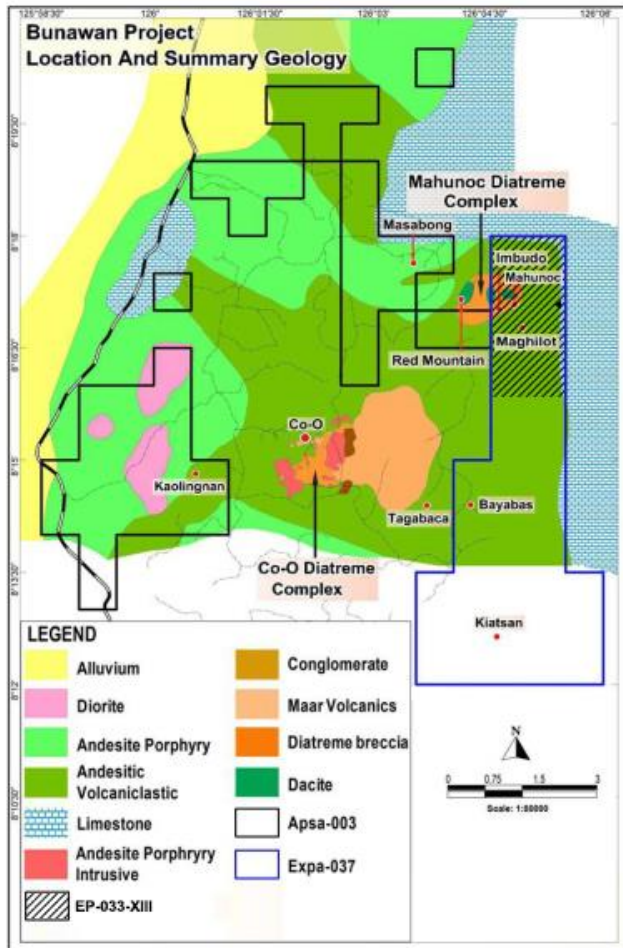 125°58'30"
126°
126°01'30"
126°03'
126°04'30"
126°06'
Bunawan Project
Location And Summary Geology
8°19'30"
8°18'
8°16'30"
8°15'
8°13'30"
8°12'
8°10'30"
Mahunoc Diatreme
Complex
Masabong
Imbudo
Mahunoc
Maghilot
Red Mountain
Co-O
Kaolingnan
Tagabaca
Bayabas
Co-O Diatreme
Complex
Kiatsan
LEGEND
Alluvium
Diorite
Andesite Porphyry
Andesitic
Volcaniclastic
Limestone
Andesite Porphryry
Intrusive
EP-033-XIII
Conglomerate
Maar Volcanics
Diatreme breccia
Dacite
Apsa-003
Expa-037
N
0 0.75 1.5 3
Scale: 1:80000